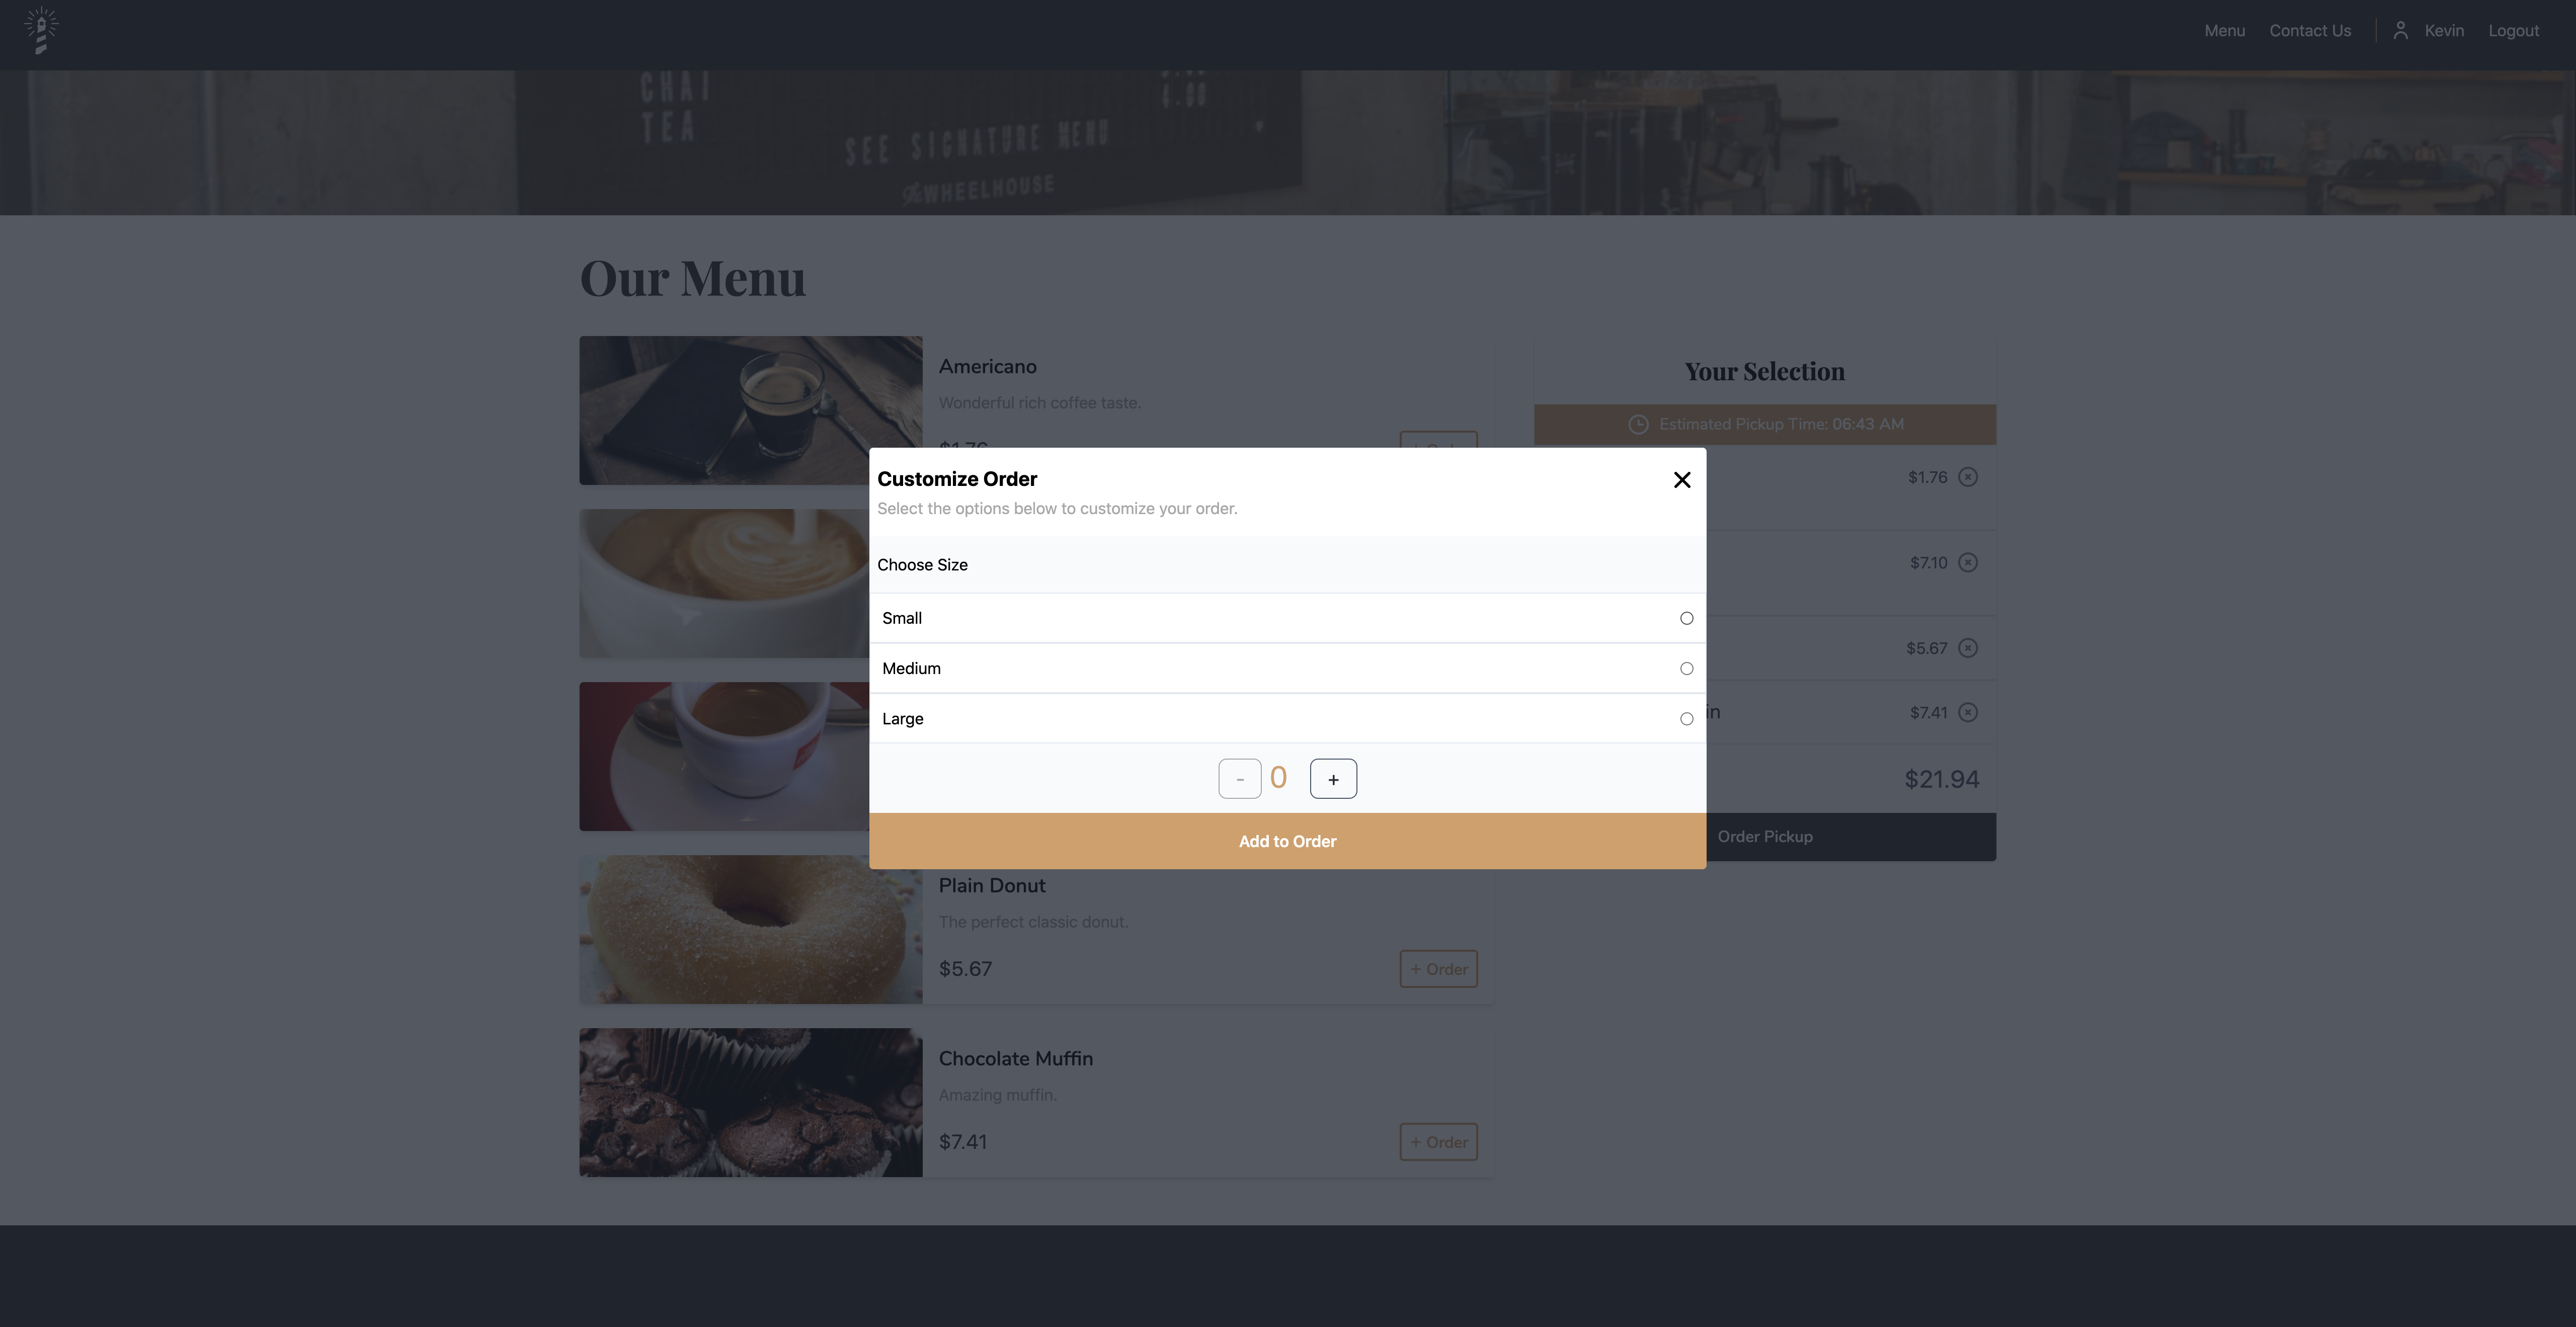 Menu Contact Us Kevin Logout
CHAI
TEA
4.00
SEE SIGNATURE MENU
WHEELHOUSE
Our Menu
Americano
Wonderful rich coffee taste.
Your Selection
Estimated Pickup Time: 06:43 AM
Customize Order
Select the options below to customize your order.
Choose Size
Small
Medium
Large
- 0 +
Add to Order
$1.76
$7.10
$5.67
$7.41
$21.94
Order Pickup
Plain Donut
The perfect classic donut.
$5.67
+ Order
Chocolate Muffin
Amazing muffin.
$7.41
+ Order